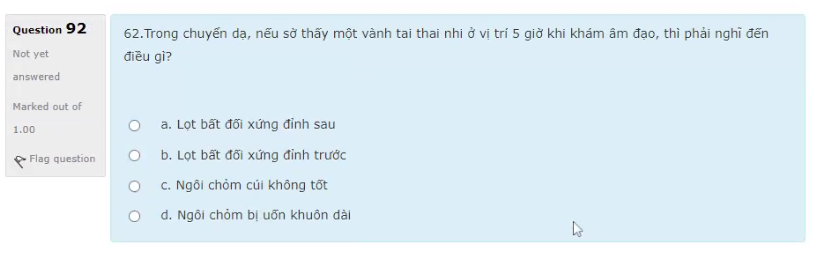 Question 92
Not yet
answered
Marked out of
1.00
Flag question
62.Trong chuyển dạ, nếu sờ thấy một vành tai thai nhi ở vị trí 5 giờ khi khám âm đạo, thì phải nghĩ đến
điều gì?
a. Lọt bất đối xứng đỉnh sau
b. Lọt bất đối xứng đỉnh trước
c. Ngôi chỏm cúi không tốt
d. Ngôi chỏm bị uốn khuôn dài